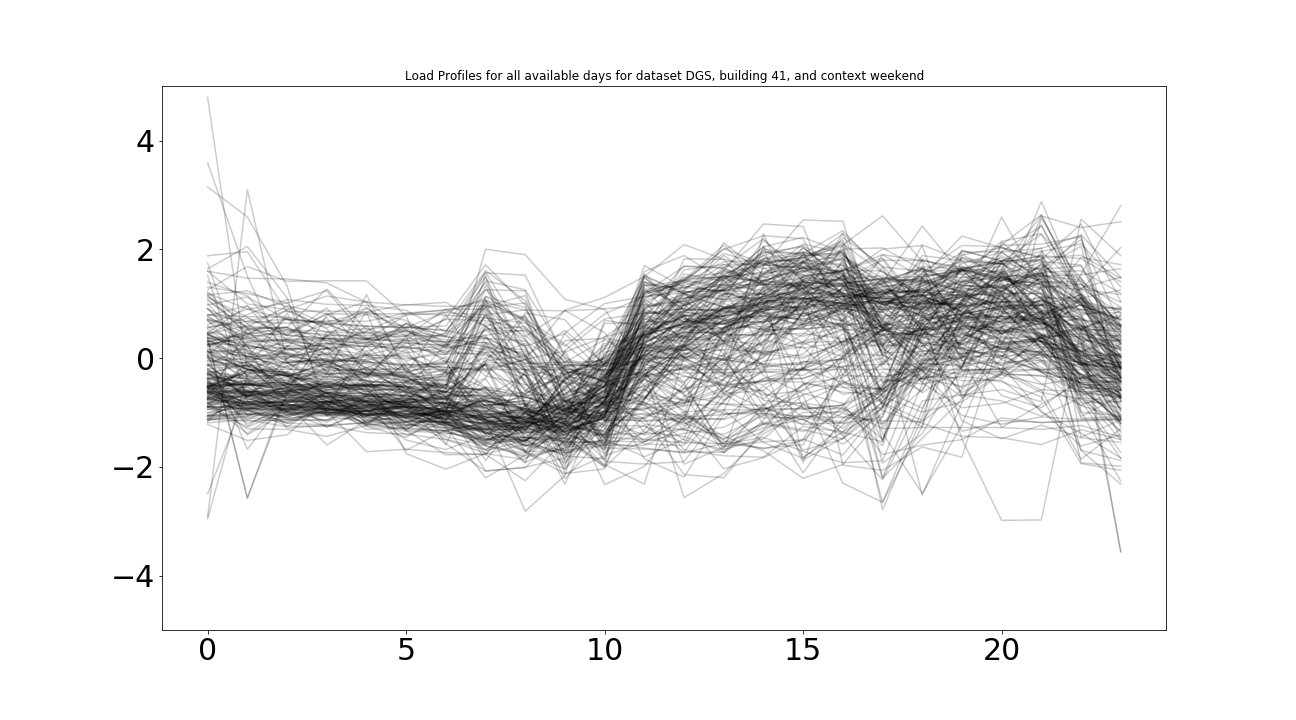 Load Profiles for all available days for dataset DGS, building 41, and context weekend
4
2
0
−2
−4
0 5 10 15 20